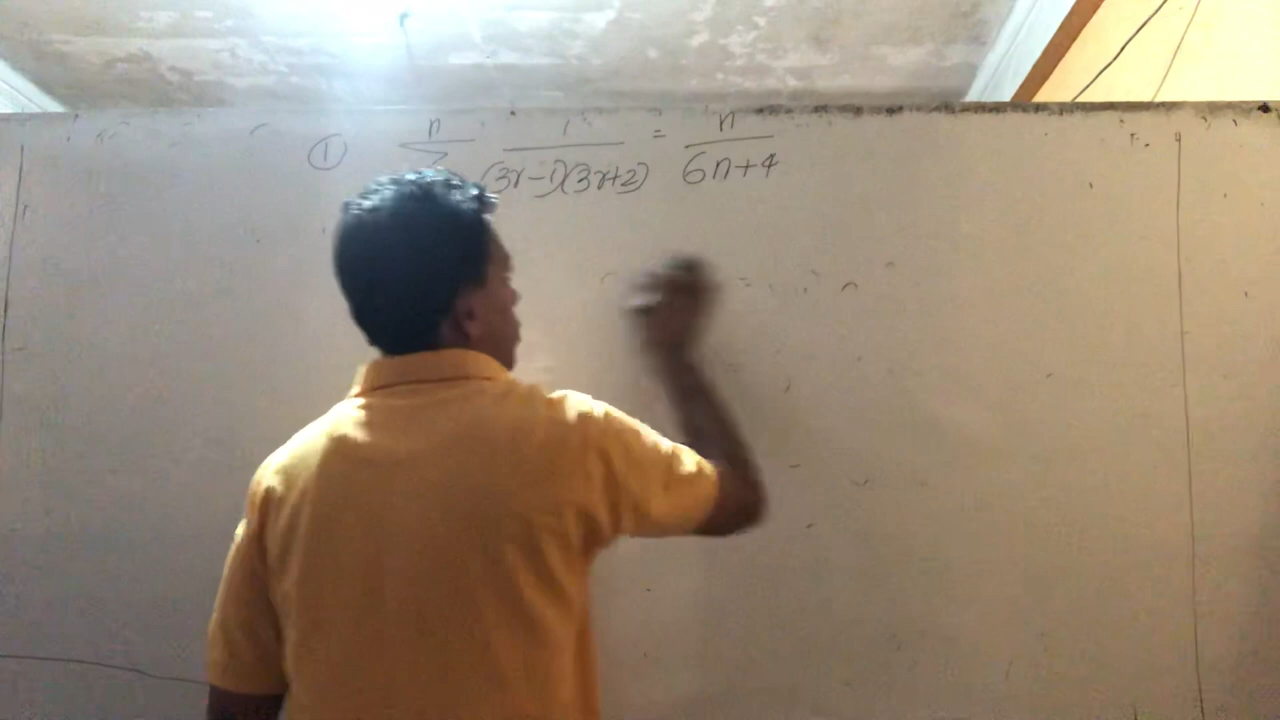 ① n Σ 1/((3r-1)(3r+2)) = n/(6n+4)